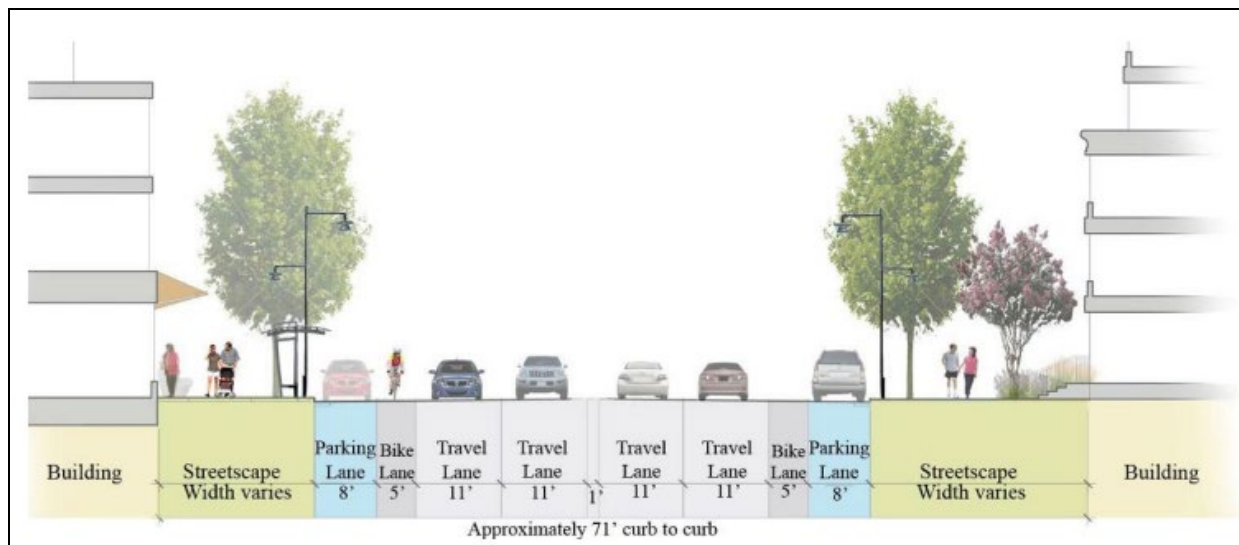 Building
Streetscape
Width varies
Parking
Lane
8'
Bike
Lane
5'
Travel
Lane
11'
Travel
Lane
11'
1'
Travel
Lane
11'
Travel
Lane
11'
Bike
Lane
5'
Parking
Lane
8'
Streetscape
Width varies
Building
Approximately 71' curb to curb